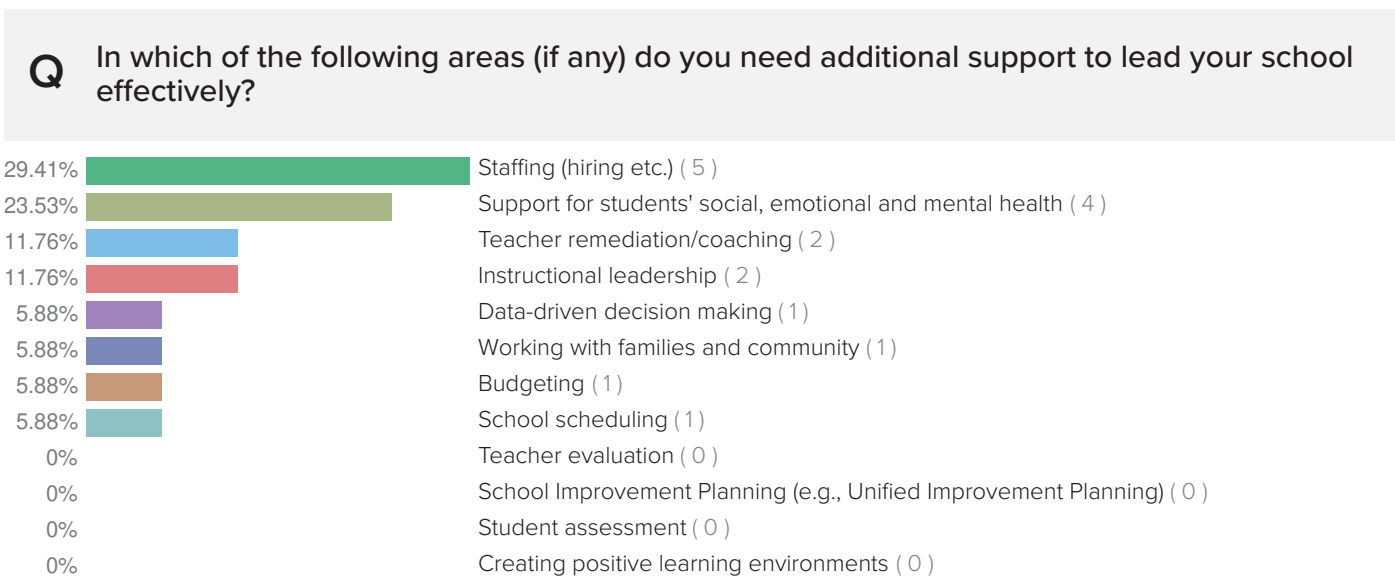 Q In which of the following areas (if any) do you need additional support to lead your school
effectively?
29.41% Staffing (hiring etc.) ( 5 )
23.53% Support for students' social, emotional and mental health ( 4 )
11.76% Teacher remediation/coaching ( 2 )
11.76% Instructional leadership ( 2 )
5.88% Data-driven decision making ( 1 )
5.88% Working with families and community ( 1 )
5.88% Budgeting ( 1 )
5.88% School scheduling ( 1 )
0% Teacher evaluation ( 0 )
0% School Improvement Planning (e.g., Unified Improvement Planning) ( 0 )
0% Student assessment ( 0 )
0% Creating positive learning environments ( 0 )